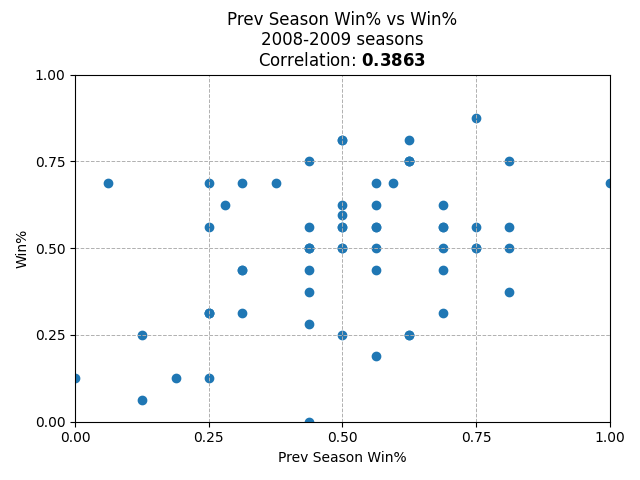 Prev Season Win% vs Win%
2008-2009 seasons
Correlation: 0.3863
1.00
0.75
0.50
0.25
0.00
Win%
0.00 0.25 0.50 0.75 1.00
Prev Season Win%